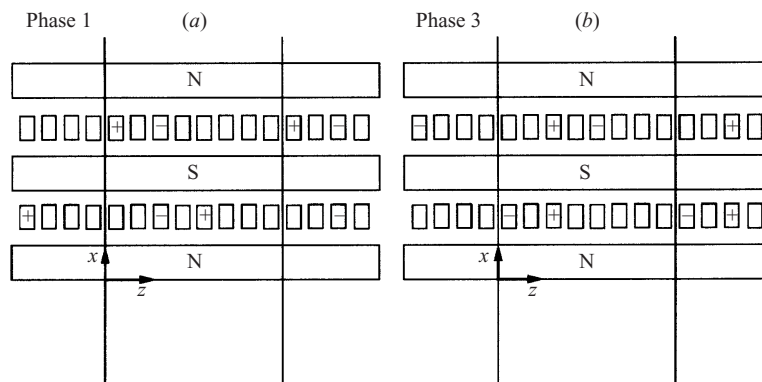 Phase 1 (a)
N
+ − + −
S
+ − + −
x N
z
Phase 3 (b)
N
− + − +
S
− + − +
x N
z